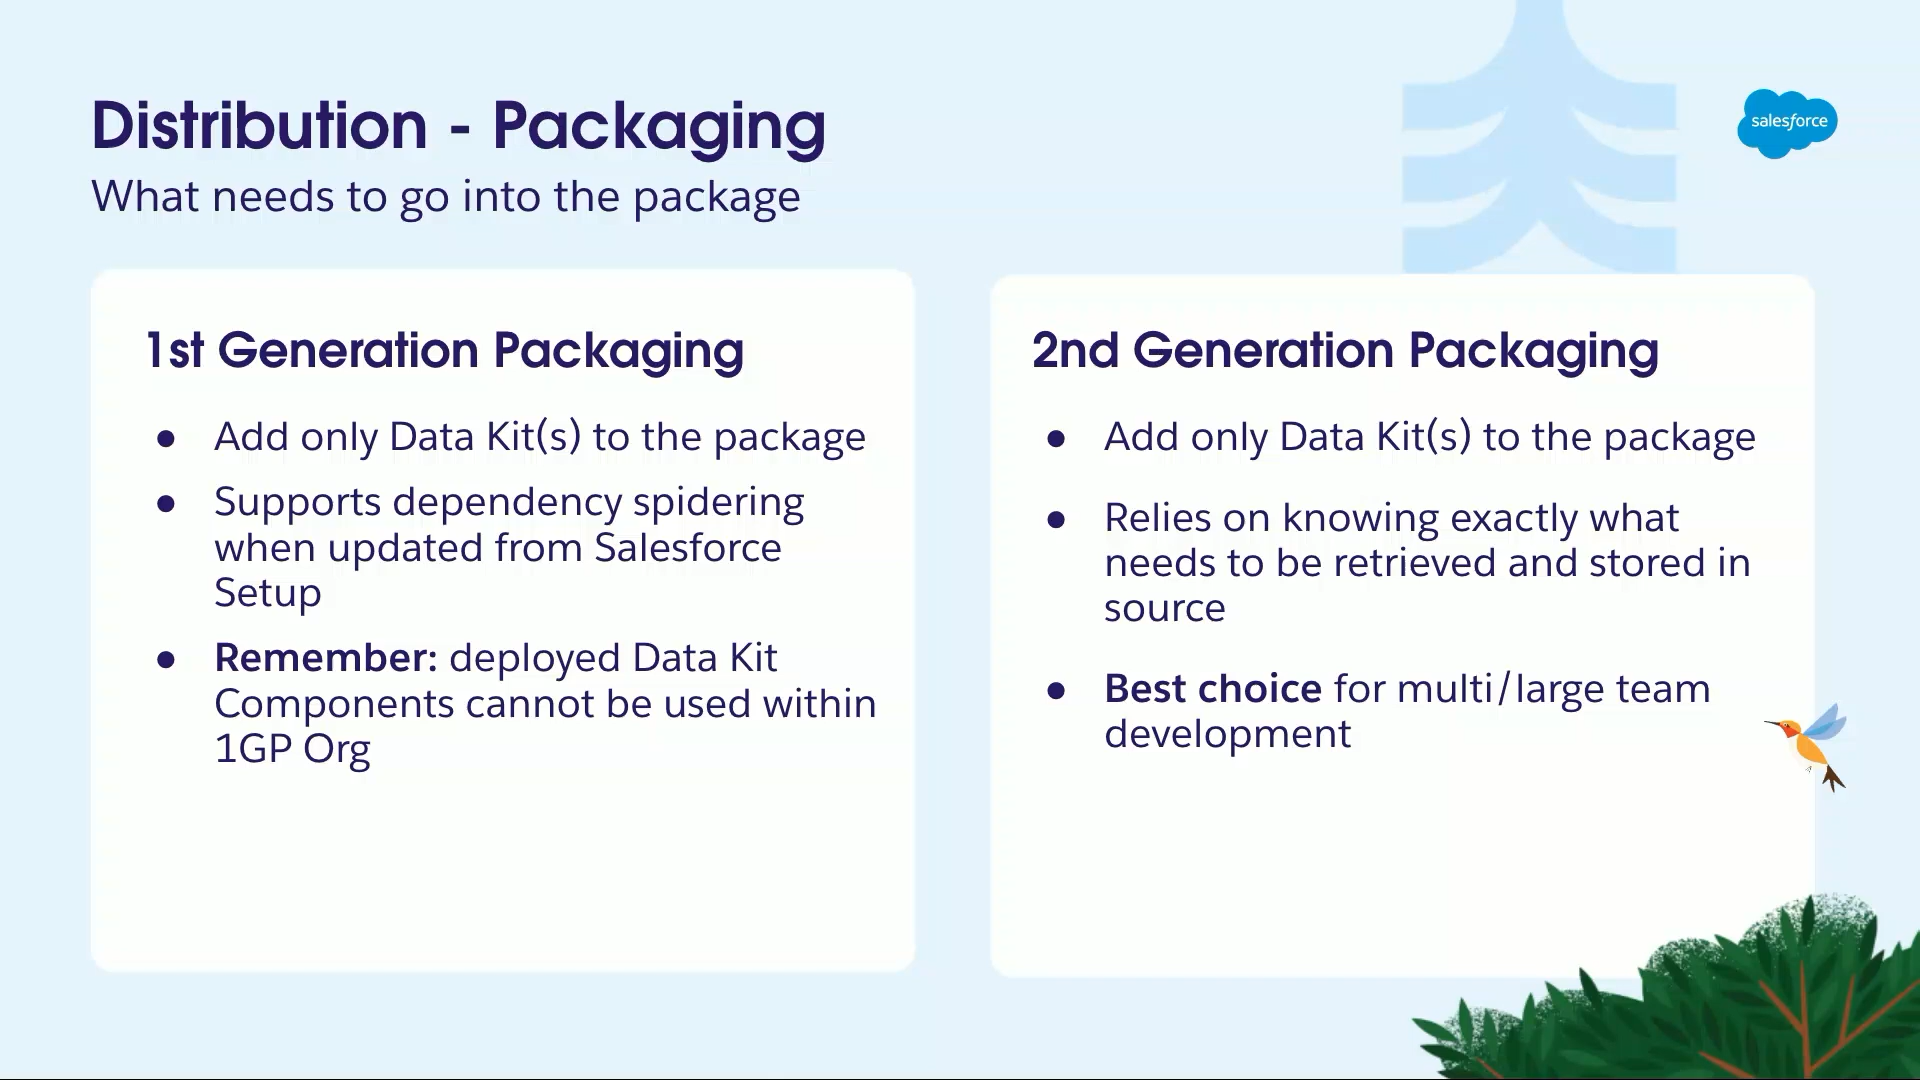 Distribution - Packaging
What needs to go into the package
salesforce
1st Generation Packaging
● Add only Data Kit(s) to the package
● Supports dependency spidering
when updated from Salesforce
Setup
● Remember: deployed Data Kit
Components cannot be used within
1GP Org
2nd Generation Packaging
● Add only Data Kit(s) to the package
● Relies on knowing exactly what
needs to be retrieved and stored in
source
● Best choice for multi/large team
development